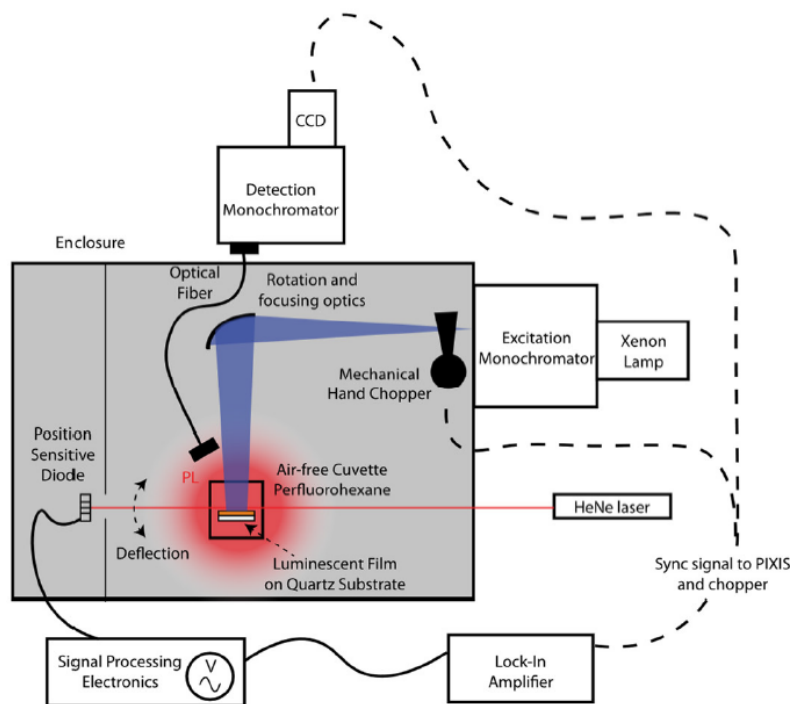 CCD
Detection
Monochromator
Enclosure
Optical
Fiber
Rotation and
focusing optics
Excitation
Monochromator
Xenon
Lamp
Mechanical
Hand Chopper
Position
Sensitive
Diode
PL
Air-free Cuvette
Perfluorohexane
HeNe laser
Deflection
Luminescent Film
on Quartz Substrate
Sync signal to PIXIS
and chopper
Signal Processing
Electronics
V
Lock-In
Amplifier